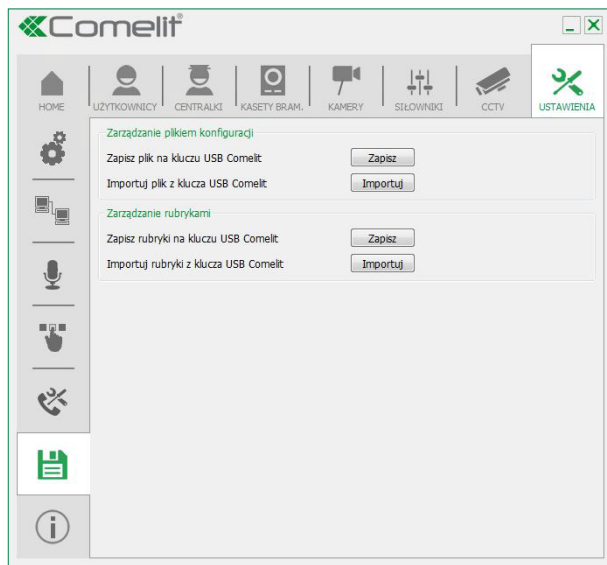 Comelit®
HOME
UŻYTKOWNICY
CENTRALKI
KASETY BRAM.
KAMERY
SIŁOWNIKI
CCTV
USTAWIENIA
Zarządzanie plikiem konfiguracji
Zapisz plik na kluczu USB Comelit Zapisz
Importuj plik z klucza USB Comelit Importuj
Zarządzanie rubrykami
Zapisz rubryki na kluczu USB Comelit Zapisz
Importuj rubryki z klucza USB Comelit Importuj